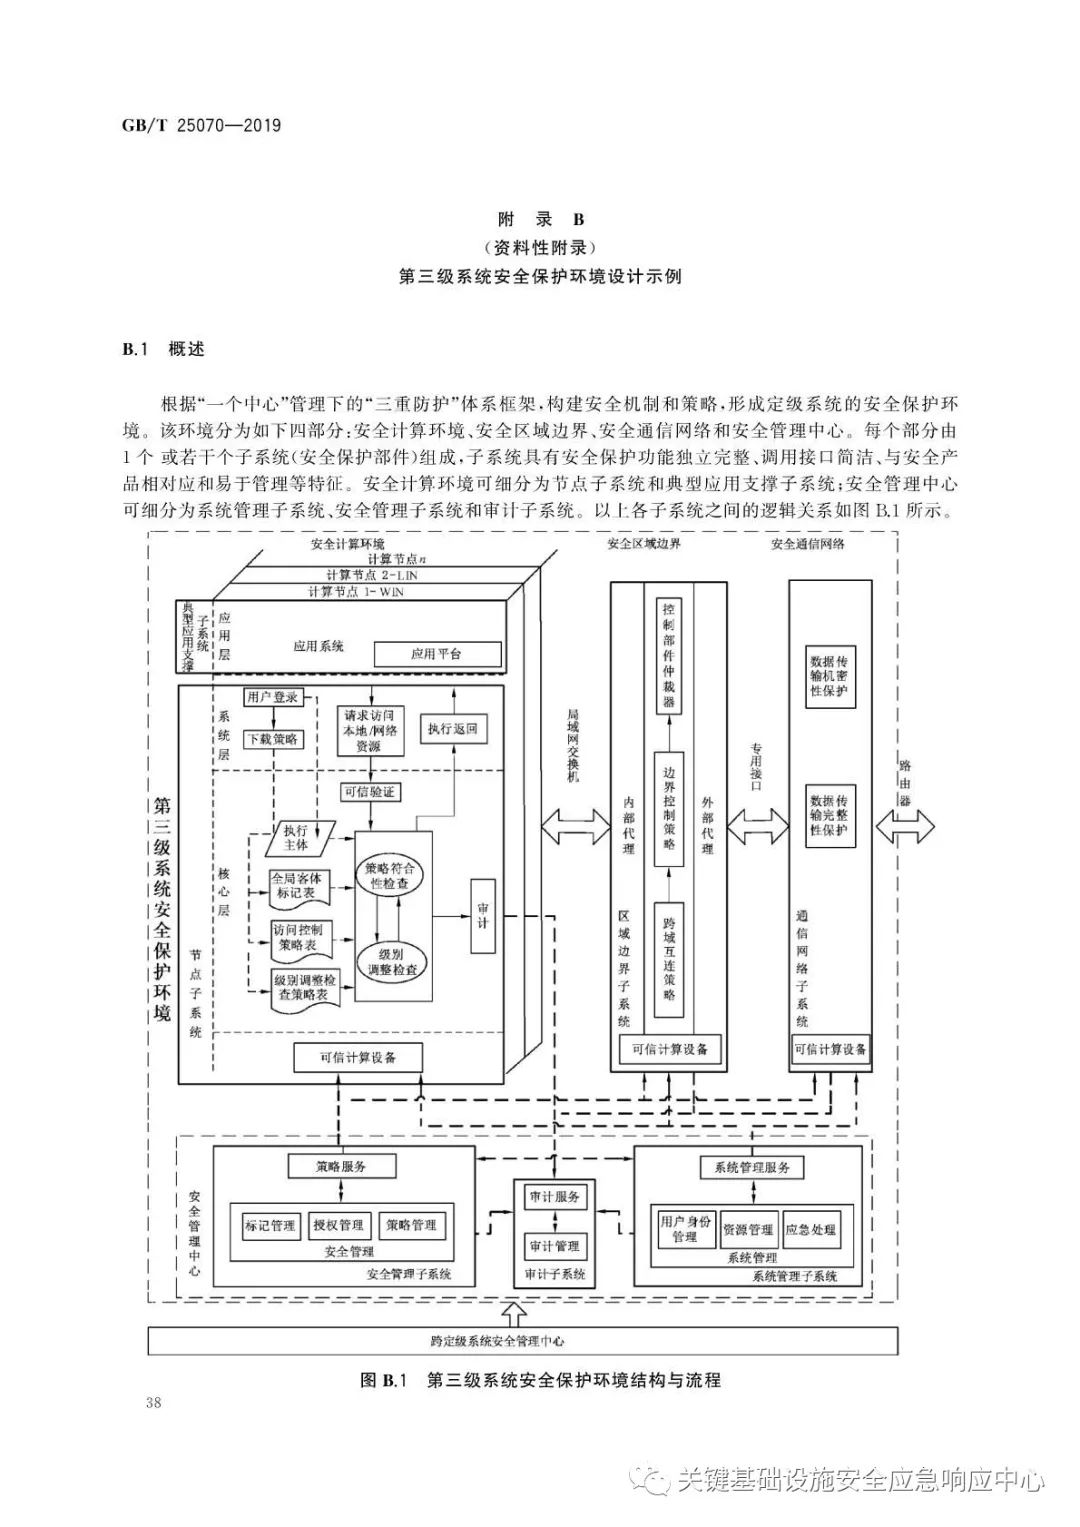 GB/T 25070—2019
附 录 B
（资料性附录）
第三级系统安全保护环境设计示例
B.1 概述
根据“一个中心”管理下的“三重防护”体系框架,构建安全机制和策略,形成定级系统的安全保护环
境。该环境分为如下四部分:安全计算环境、安全区域边界、安全通信网络和安全管理中心。每个部分由
1个 或若干个子系统(安全保护部件)组成,子系统具有安全保护功能独立完整、调用接口简洁、与安全产
品相对应和易于管理等特征。安全计算环境可细分为节点子系统和典型应用支撑子系统;安全管理中心
可细分为系统管理子系统、安全管理子系统和审计子系统。以上各子系统之间的逻辑关系如图 B.1 所示。
安全计算环境
安全区域边界
安全通信网络
计算节点n
计算节点 2-LIN
计算节点 1-WIN
典型应用支撑
子系统
应用层
应用系统
应用平台
第三级系统安全保护环境
节点子系统
系统层
用户登录
下载策略
请求访问
本地/网络
资源
执行返回
核心层
可信验证
执行
主体
全局客体
标记表
访问控制
策略表
级别调整检
查策略表
策略符合
性检查
级别
调整检查
审计
可信计算设备
局域网交换机
内部代理
区域边界子系统
控制部件仲裁器
边界控制策略
跨域互连策略
外部代理
可信计算设备
专用接口
数据传
输机密
性保护
数据传
输完整
性保护
通信网络子系统
可信计算设备
路由器
安全管理中心
策略服务
标记管理
授权管理
策略管理
安全管理
安全管理子系统
审计服务
审计管理
审计子系统
系统管理服务
用户身份
管理
资源管理
应急处理
系统管理
系统管理子系统
跨定级系统安全管理中心
图 B.1 第三级系统安全保护环境结构与流程
38
关键基础设施安全应急响应中心